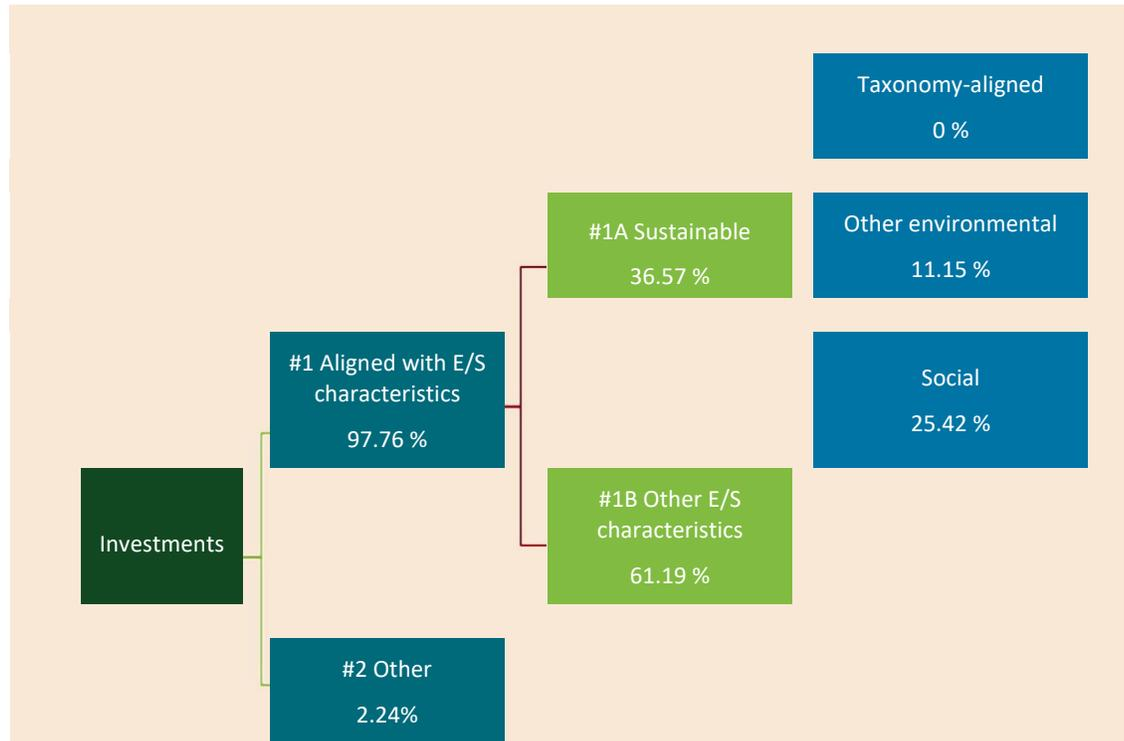 Taxonomy-aligned
0 %
#1A Sustainable
36.57 %
Other environmental
11.15 %
#1 Aligned with E/S
characteristics
97.76 %
Social
25.42 %
Investments
#1B Other E/S
characteristics
61.19 %
#2 Other
2.24%